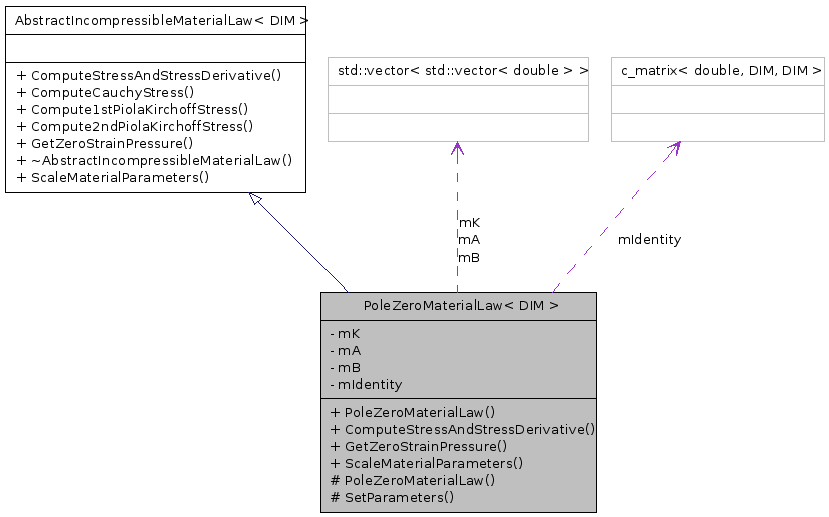 AbstractIncompressibleMaterialLaw< DIM >
+ ComputeStressAndStressDerivative()
+ ComputeCauchyStress()
+ Compute1stPiolaKirchoffStress()
+ Compute2ndPiolaKirchoffStress()
+ GetZeroStrainPressure()
+ ~AbstractIncompressibleMaterialLaw()
+ ScaleMaterialParameters()
std::vector< std::vector< double > >
c_matrix< double, DIM, DIM >
mK
mA
mB
mIdentity
PoleZeroMaterialLaw< DIM >
- mK
- mA
- mB
- mIdentity
+ PoleZeroMaterialLaw()
+ ComputeStressAndStressDerivative()
+ GetZeroStrainPressure()
+ ScaleMaterialParameters()
# PoleZeroMaterialLaw()
# SetParameters()